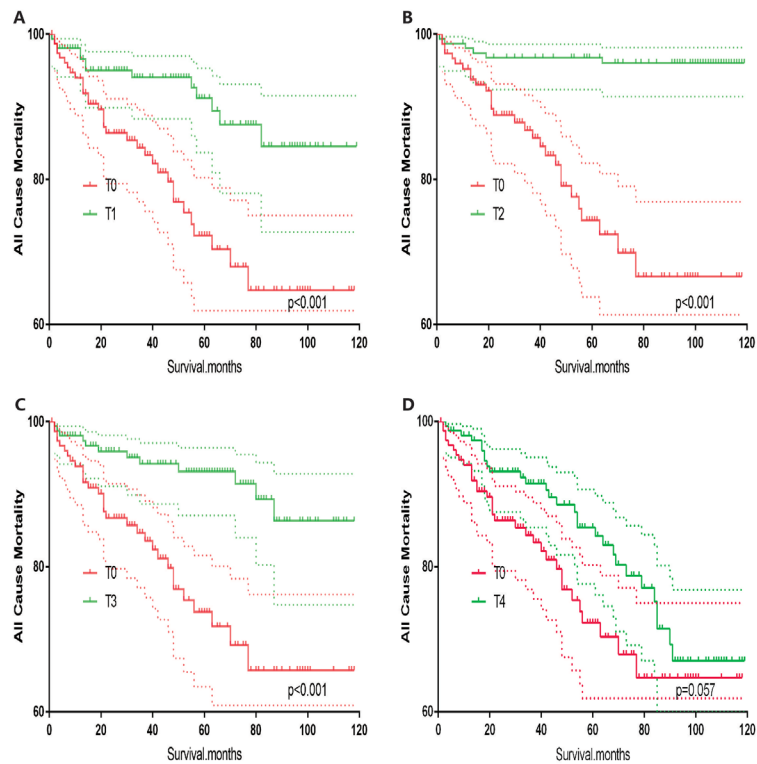 A
100
80
60
All Cause Mortality
T0
T1
p<0.001
0 20 40 60 80 100 120
Survival.months
B
100
80
60
All Cause Mortality
T0
T2
p<0.001
0 20 40 60 80 100 120
Survival.months
C
100
80
60
All Cause Mortality
T0
T3
p<0.001
0 20 40 60 80 100 120
Survival.months
D
100
80
60
All Cause Mortality
T0
T4
p=0.057
0 20 40 60 80 100 120
Survival.months